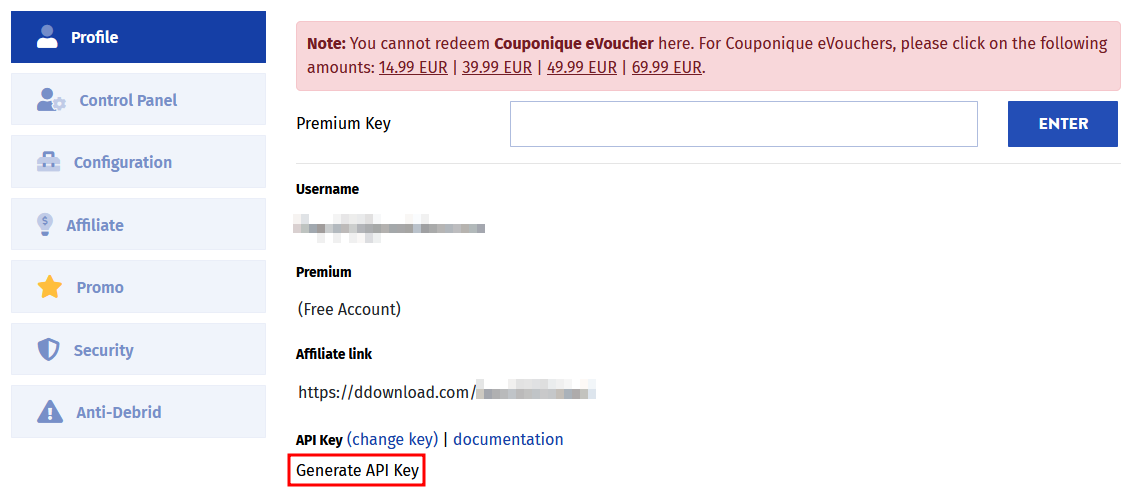 Profile
Control Panel
Configuration
Affiliate
Promo
Security
Anti-Debrid
Note: You cannot redeem Couponique eVoucher here. For Couponique eVouchers, please click on the following
amounts: 14.99 EUR | 39.99 EUR | 49.99 EUR | 69.99 EUR.
Premium Key
ENTER
Username
Premium
(Free Account)
Affiliate link
https://ddownload.com/
API Key (change key) | documentation
Generate API Key